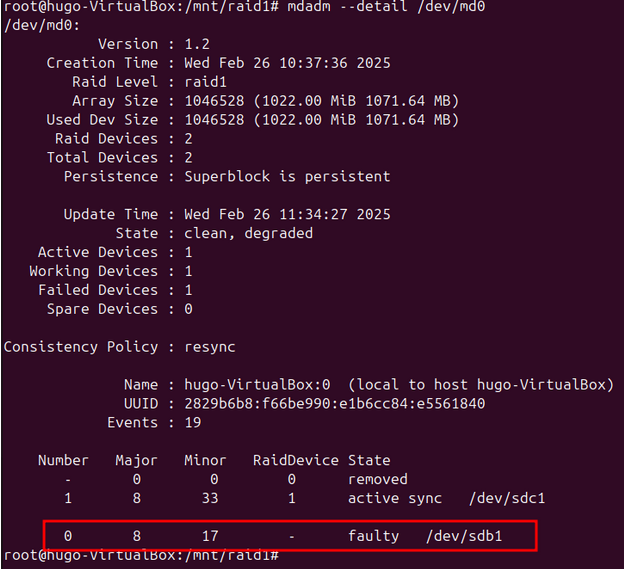 root@hugo-VirtualBox:/mnt/raid1# mdadm --detail /dev/md0
/dev/md0:
Version : 1.2
Creation Time : Wed Feb 26 10:37:36 2025
Raid Level : raid1
Array Size : 1046528 (1022.00 MiB 1071.64 MB)
Used Dev Size : 1046528 (1022.00 MiB 1071.64 MB)
Raid Devices : 2
Total Devices : 2
Persistence : Superblock is persistent
Update Time : Wed Feb 26 11:34:27 2025
State : clean, degraded
Active Devices : 1
Working Devices : 1
Failed Devices : 1
Spare Devices : 0
Consistency Policy : resync
Name : hugo-VirtualBox:0  (local to host hugo-VirtualBox)
UUID : 2829b6b8:f66be990:e1b6cc84:e5561840
Events : 19
Number   Major   Minor   RaidDevice State
-       0        0        0      removed
1       8       33        1      active sync   /dev/sdc1
0       8       17        -      faulty   /dev/sdb1
root@hugo-VirtualBox:/mnt/raid1#